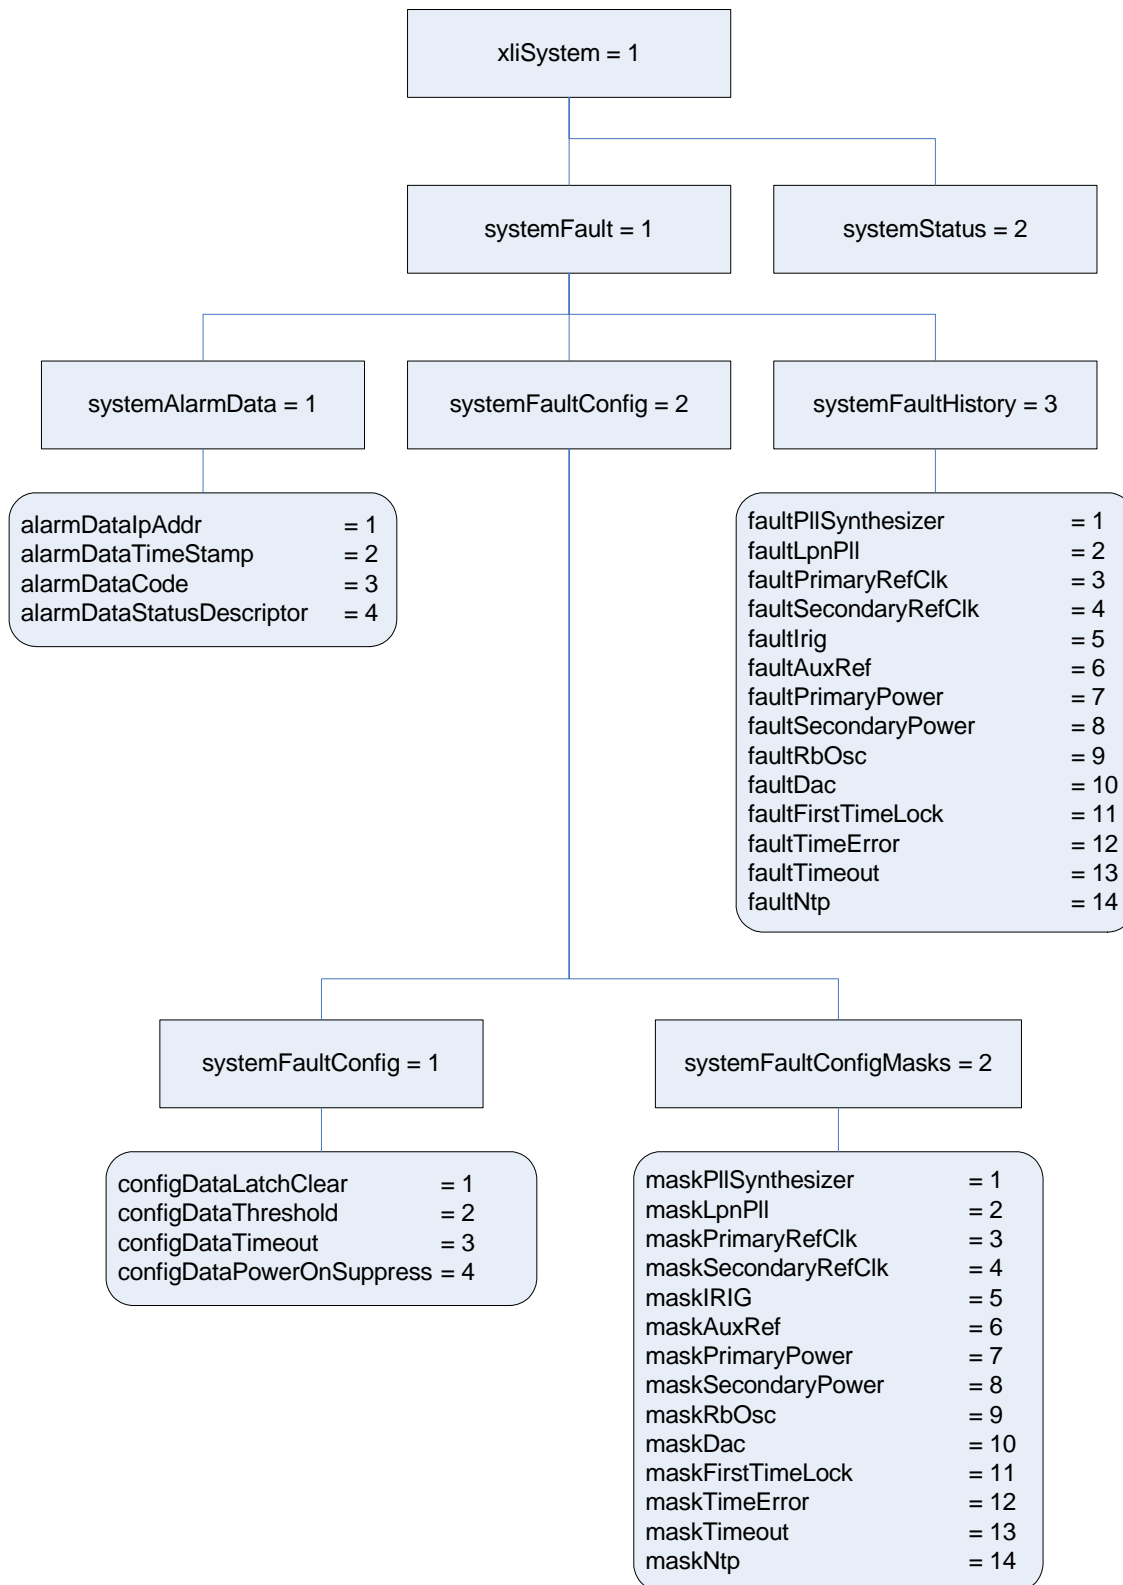 xliSystem = 1
systemFault = 1
systemStatus = 2
systemAlarmData = 1
systemFaultConfig = 2
systemFaultHistory = 3
alarmDataIpAddr = 1
alarmDataTimeStamp = 2
alarmDataCode = 3
alarmDataStatusDescriptor = 4
faultPllSynthesizer = 1
faultLpnPll = 2
faultPrimaryRefClk = 3
faultSecondaryRefClk = 4
faultIrig = 5
faultAuxRef = 6
faultPrimaryPower = 7
faultSecondaryPower = 8
faultRbOsc = 9
faultDac = 10
faultFirstTimeLock = 11
faultTimeError = 12
faultTimeout = 13
faultNtp = 14
systemFaultConfig = 1
systemFaultConfigMasks = 2
configDataLatchClear = 1
configDataThreshold = 2
configDataTimeout = 3
configDataPowerOnSuppress = 4
maskPllSynthesizer = 1
maskLpnPll = 2
maskPrimaryRefClk = 3
maskSecondaryRefClk = 4
maskIRIG = 5
maskAuxRef = 6
maskPrimaryPower = 7
maskSecondaryPower = 8
maskRbOsc = 9
maskDac = 10
maskFirstTimeLock = 11
maskTimeError = 12
maskTimeout = 13
maskNtp = 14